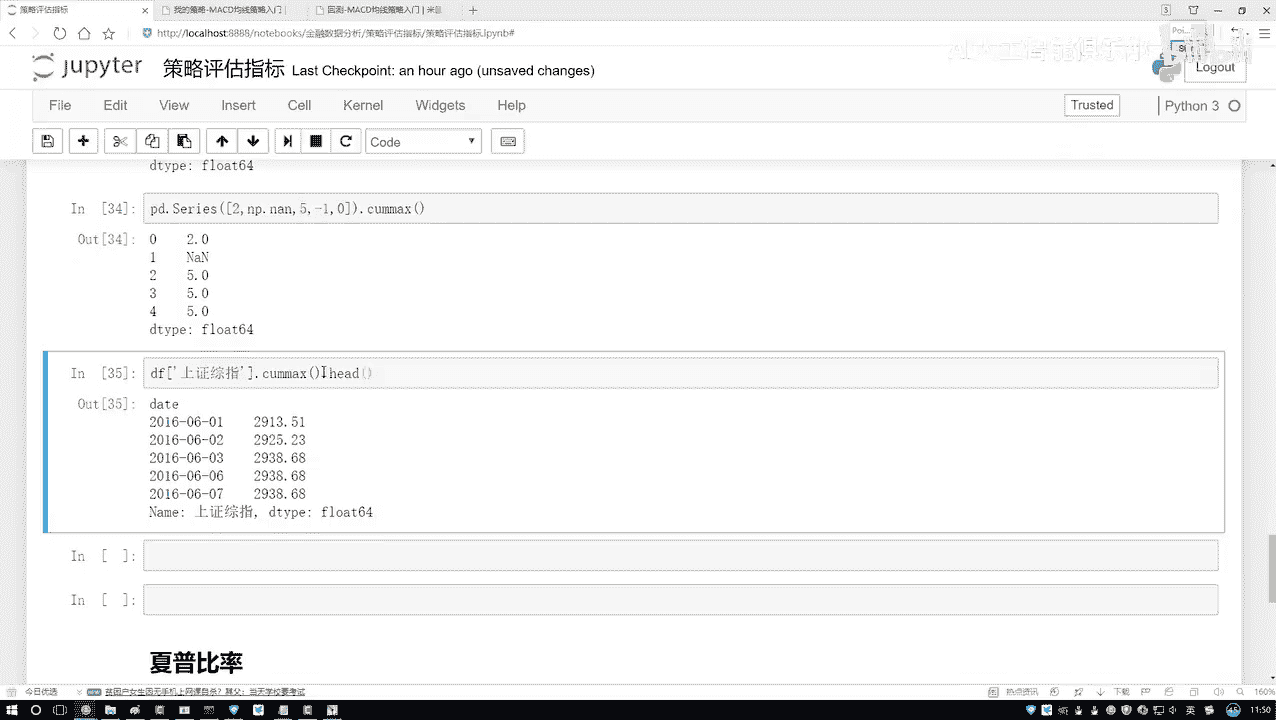 策略评估指标
我的策略-MACD均线策略入门
回测-MACD均线策略入门 | 米筐
http://localhost:8888/notebooks/金融数据分析/策略评估指标/策略评估指标.ipynb#
jupyter 策略评估指标 Last Checkpoint: an hour ago (unsaved changes)
Logout
File Edit View Insert Cell Kernel Widgets Help
Trusted
Python 3
Code
dtype: float64
In [34]: pd.Series([2,np.nan,5,-1,0]).cummax()
Out[34]: 0 2.0
1 NaN
2 5.0
3 5.0
4 5.0
dtype: float64
In [35]: df['上证综指'].cummax().head()
Out[35]: date
2016-06-01 2913.51
2016-06-02 2925.23
2016-06-03 2938.68
2016-06-06 2938.68
2016-06-07 2938.68
Name: 上证综指, dtype: float64
In [ ]:
In [ ]:
夏普比率
今日优选
热点资讯
下载
160%
英
11:50